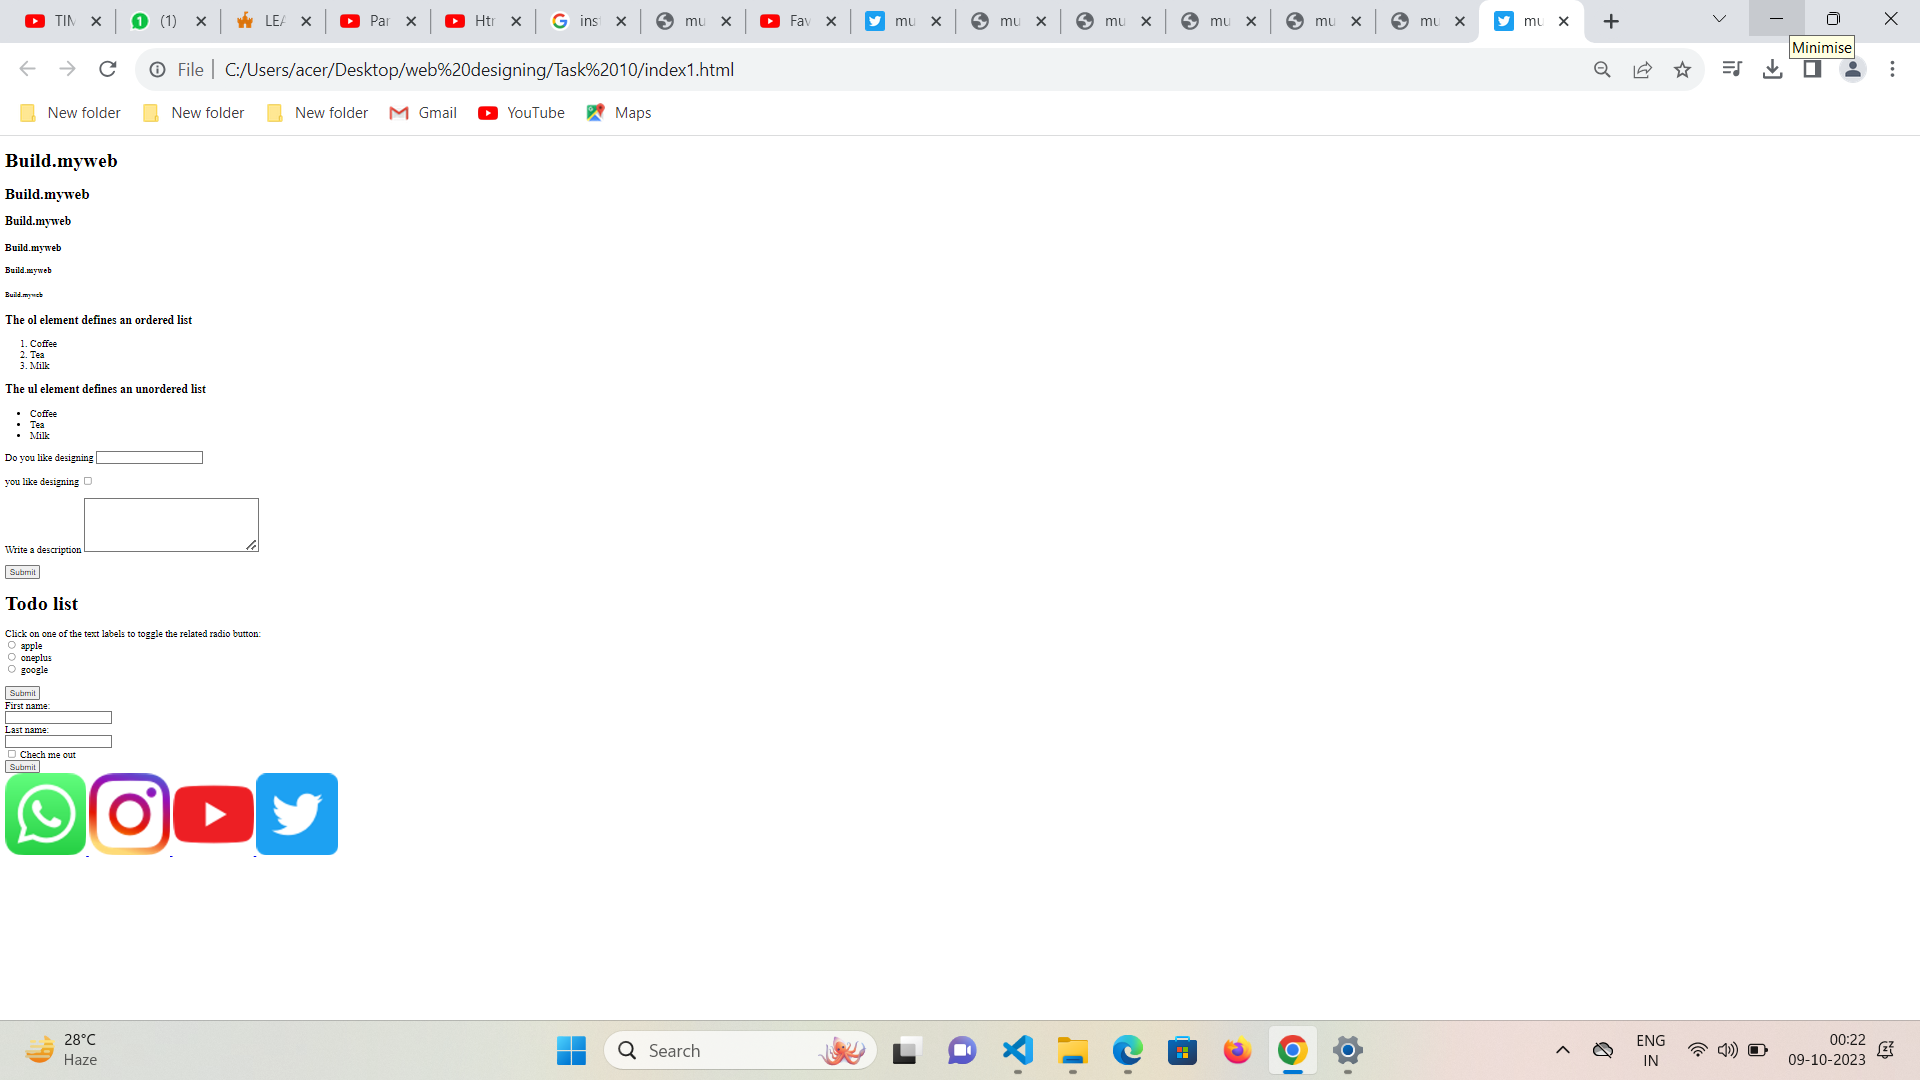 TIM
(1)
LEA
Par
Htr
inst
mu
Fav
mu
mu
mu
mu
mu
mu
mu
Minimise
File
C:/Users/acer/Desktop/web%20designing/Task%2010/index1.html
New folder
New folder
New folder
Gmail
YouTube
Maps
Build.myweb
Build.myweb
Build.myweb
Build.myweb
Build.myweb
Build.myweb
The ol element defines an ordered list
1. Coffee
2. Tea
3. Milk
The ul element defines an unordered list
• Coffee
• Tea
• Milk
Do you like designing
you like designing
Write a description
Submit
Todo list
Click on one of the text labels to toggle the related radio button:
apple
oneplus
google
Submit
First name:
Last name:
Chech me out
Submit
28°C
Haze
Search
ENG
IN
00:22
09-10-2023